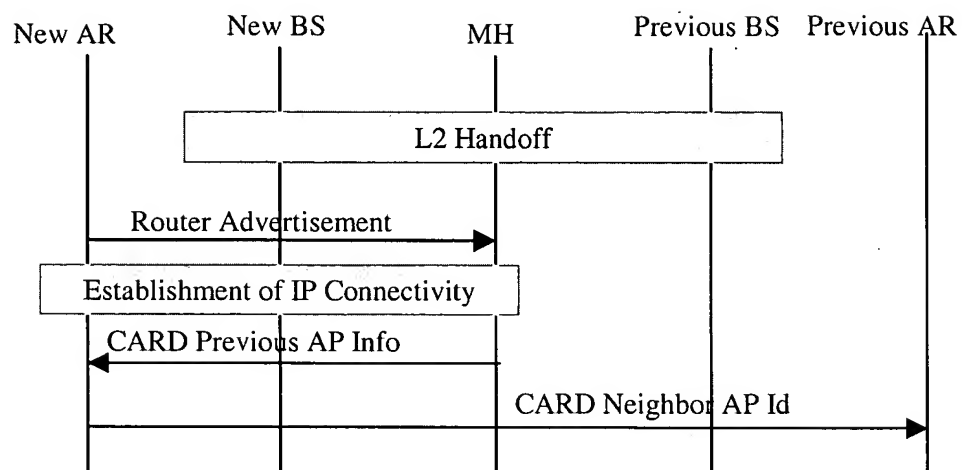 New AR New BS MH Previous BS Previous AR
L2 Handoff
Router Advertisement
Establishment of IP Connectivity
CARD Previous AP Info
CARD Neighbor AP Id